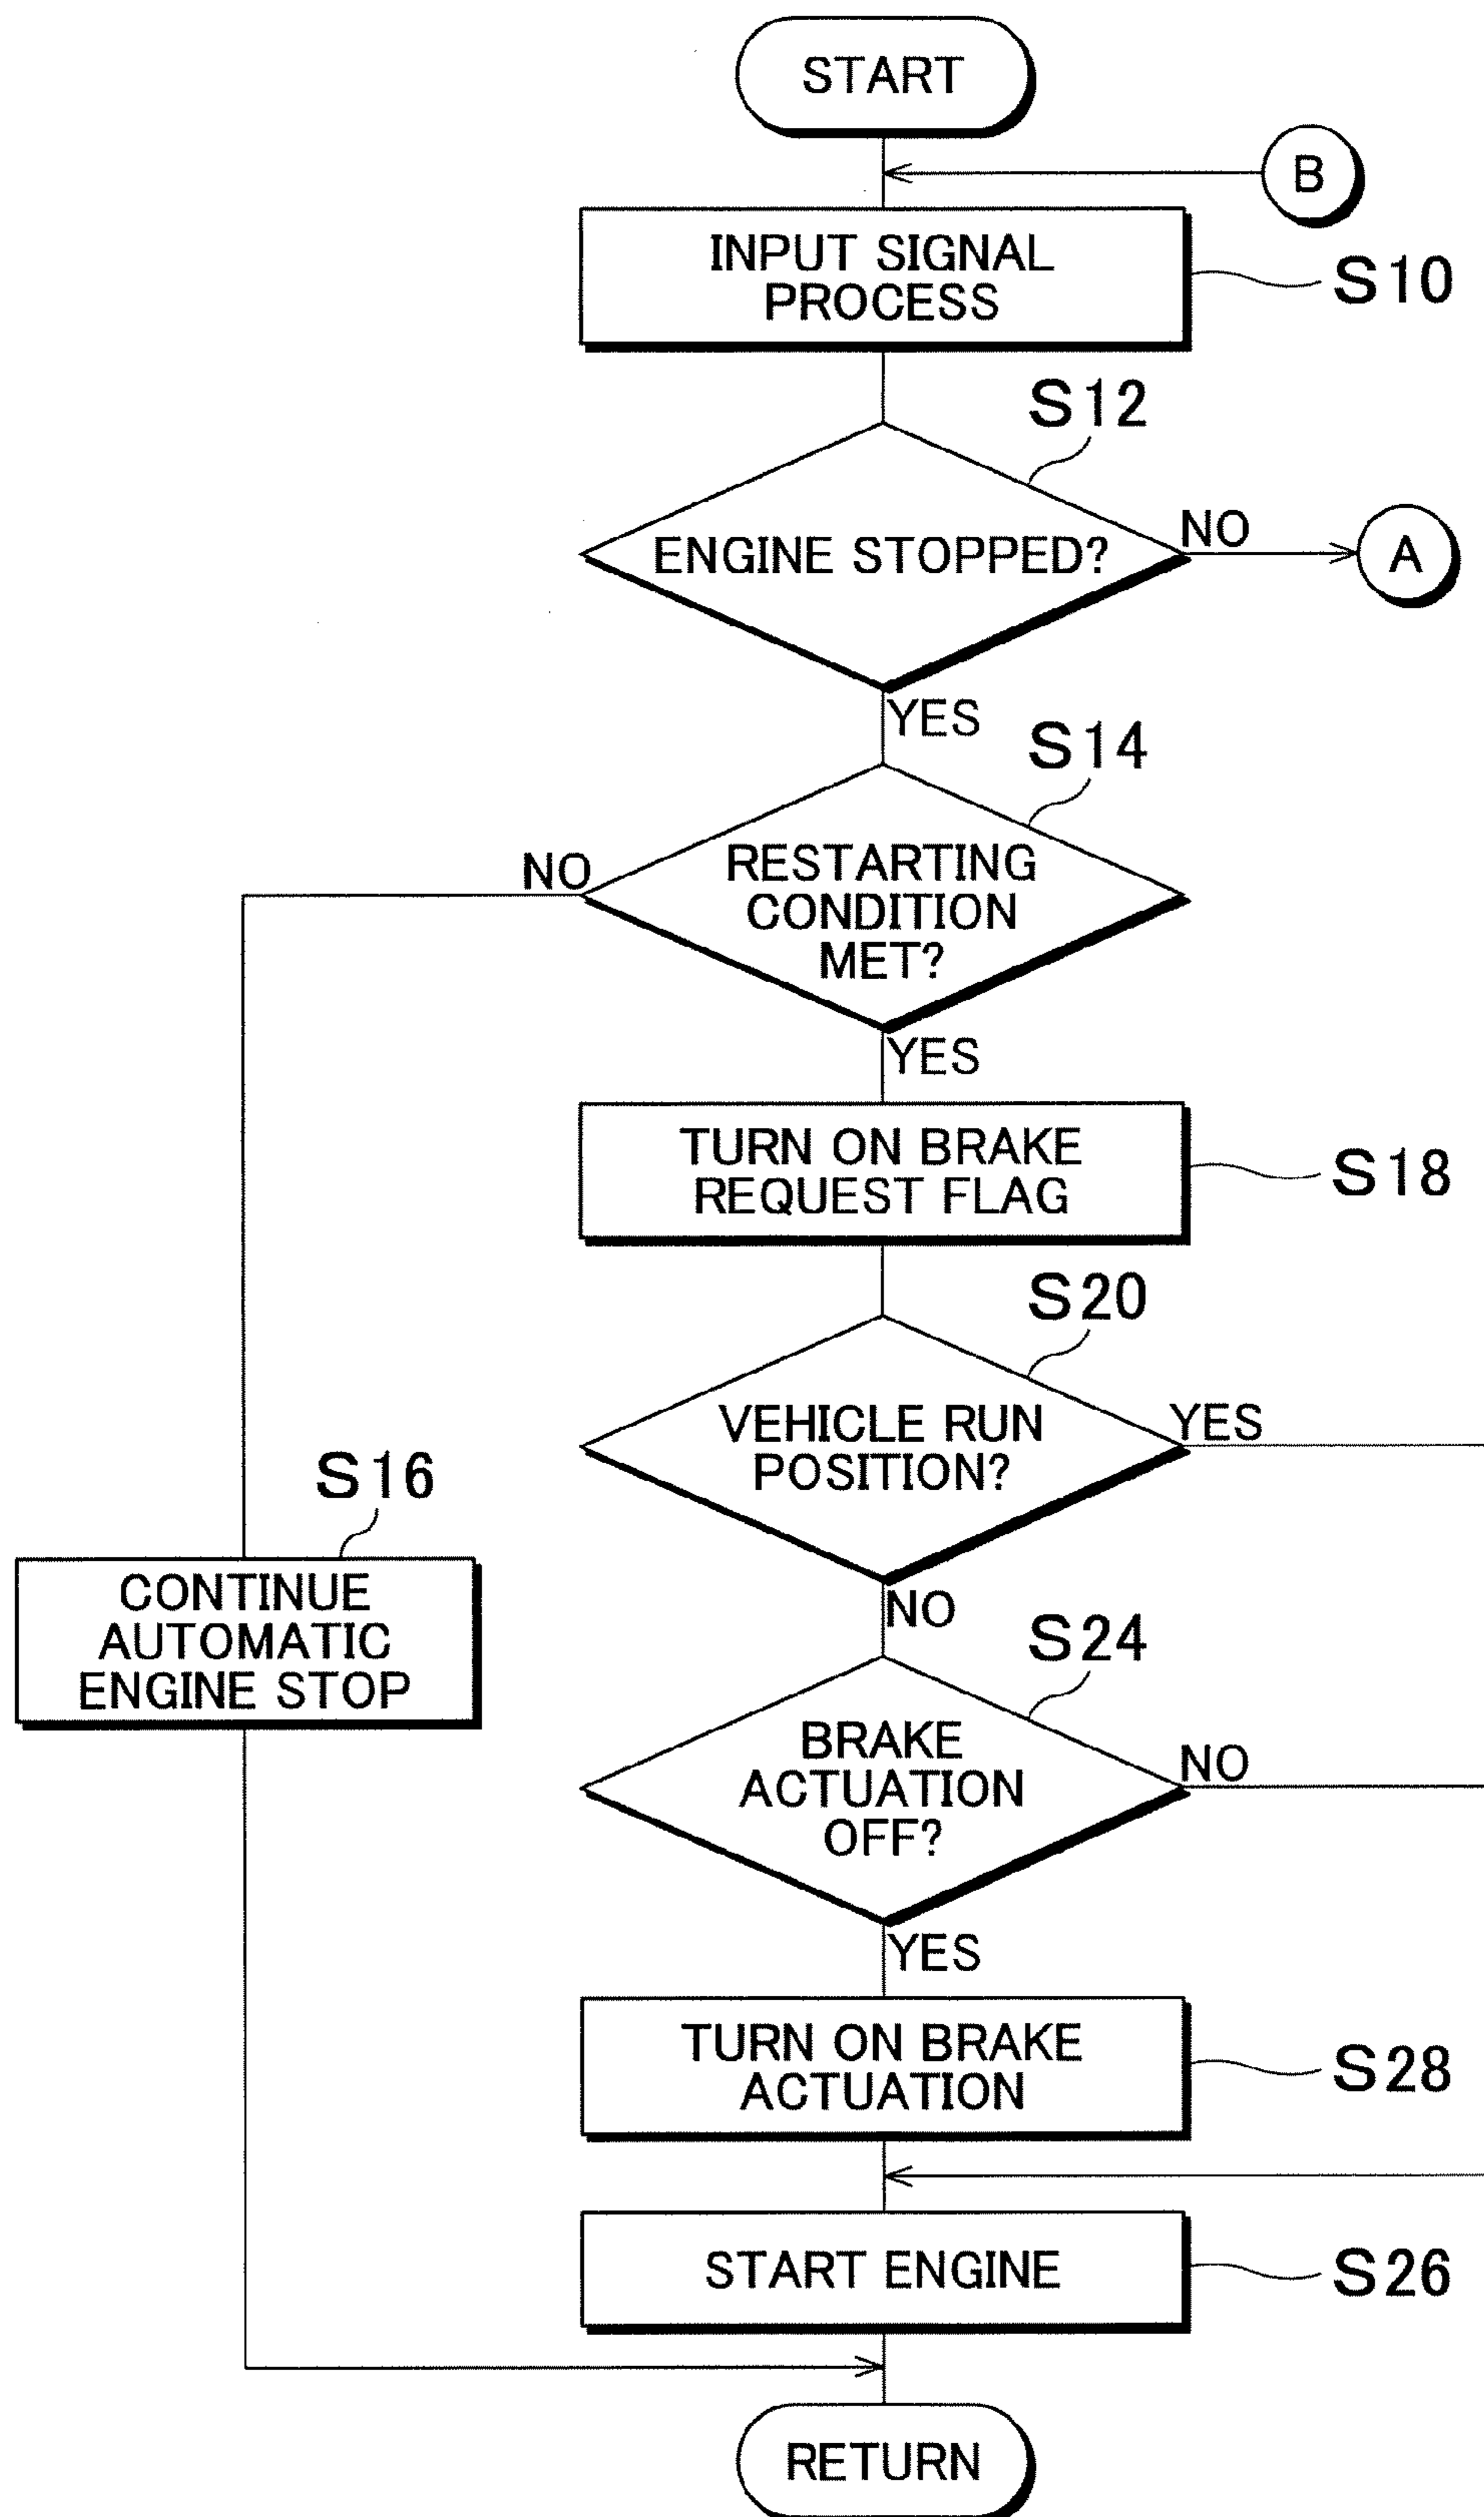 START
B
INPUT SIGNAL
PROCESS
S10
S12
ENGINE STOPPED?
NO
A
YES
S14
NO
RESTARTING
CONDITION
MET?
YES
TURN ON BRAKE
REQUEST FLAG
S18
S20
VEHICLE RUN
POSITION?
YES
NO
S16
CONTINUE
AUTOMATIC
ENGINE STOP
S24
BRAKE
ACTUATION
OFF?
NO
YES
TURN ON BRAKE
ACTUATION
S28
START ENGINE
S26
RETURN